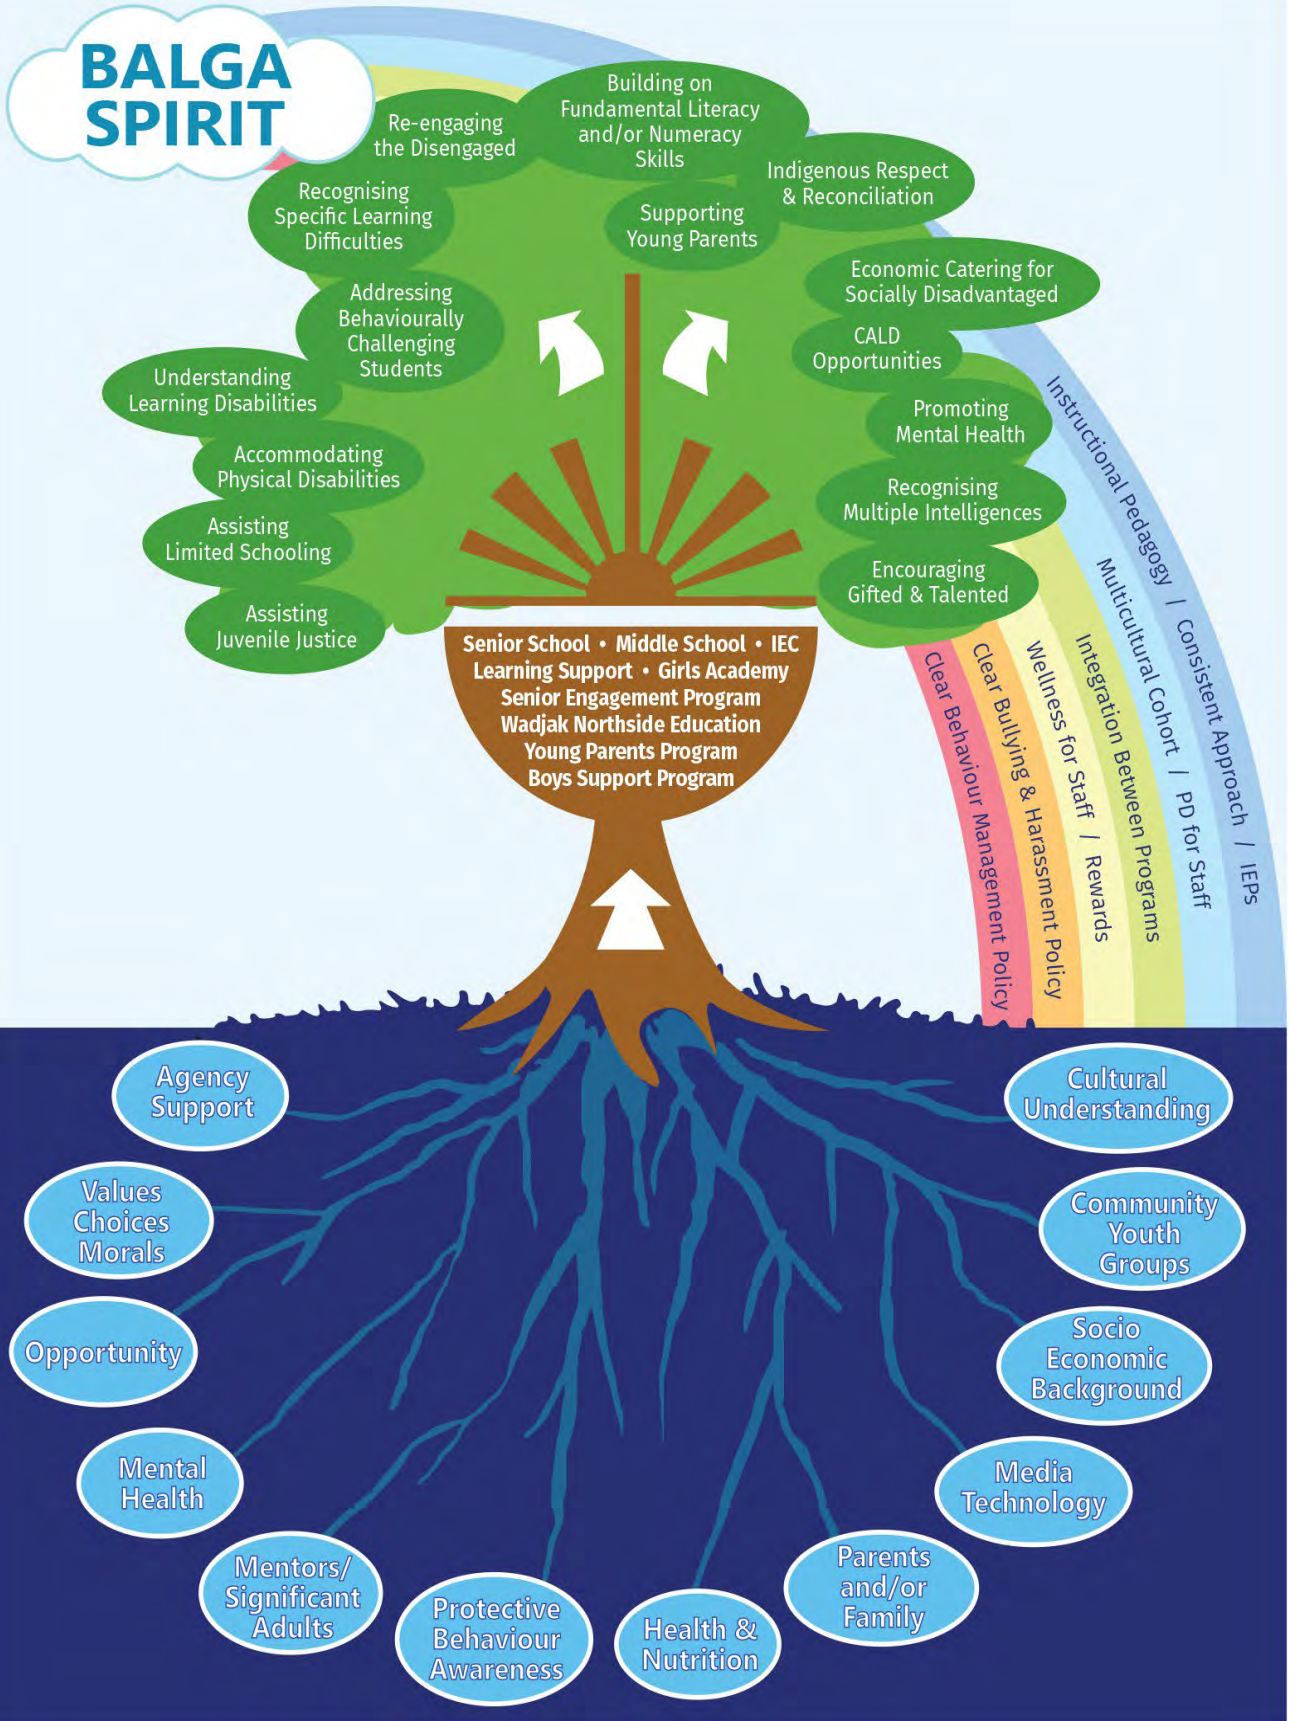 BALGA
SPIRIT
Re-engaging
the Disengaged
Building on
Fundamental Literacy
and/or Numeracy
Skills
Indigenous Respect
& Reconciliation
Recognising
Specific Learning
Difficulties
Supporting
Young Parents
Economic Catering for
Socially Disadvantaged
Addressing
Behaviourally
Challenging
Students
CALD
Opportunities
Understanding
Learning Disabilities
Promoting
Mental Health
Accommodating
Physical Disabilities
Recognising
Multiple Intelligences
Assisting
Limited Schooling
Encouraging
Gifted & Talented
Assisting
Juvenile Justice
Senior School • Middle School • IEC
Learning Support • Girls Academy
Senior Engagement Program
Wadjak Northside Education
Young Parents Program
Boys Support Program
Clear Behaviour Management Policy
Clear Bullying & Harassment Policy
Wellness for Staff / Rewards
Integration Between Programs
Multicultural Cohort / PD for Staff
Instructional Pedagogy / Consistent Approach / IEPs
Agency
Support
Cultural
Understanding
Values
Choices
Morals
Community
Youth
Groups
Opportunity
Socio
Economic
Background
Mental
Health
Media
Technology
Mentors/
Significant
Adults
Protective
Behaviour
Awareness
Health &
Nutrition
Parents
and/or
Family